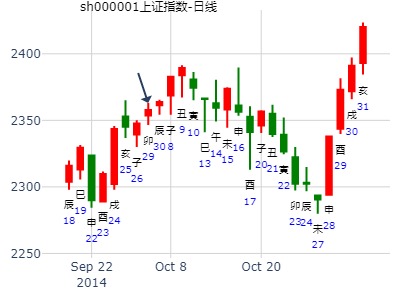 sh000001上证指数-日线
2400
2350
2300
2250
辰
18
巳
19
申
22
酉
23
戌
24
亥
25
子
26
卯
29
辰
30
子
8
丑
9
寅
10
巳
13
午
14
未
15
申
16
酉
17
子
20
丑
21
寅
22
卯
23
辰
24
未
27
申
28
酉
29
戌
30
亥
31
Sep 22
2014
Oct 8
Oct 20